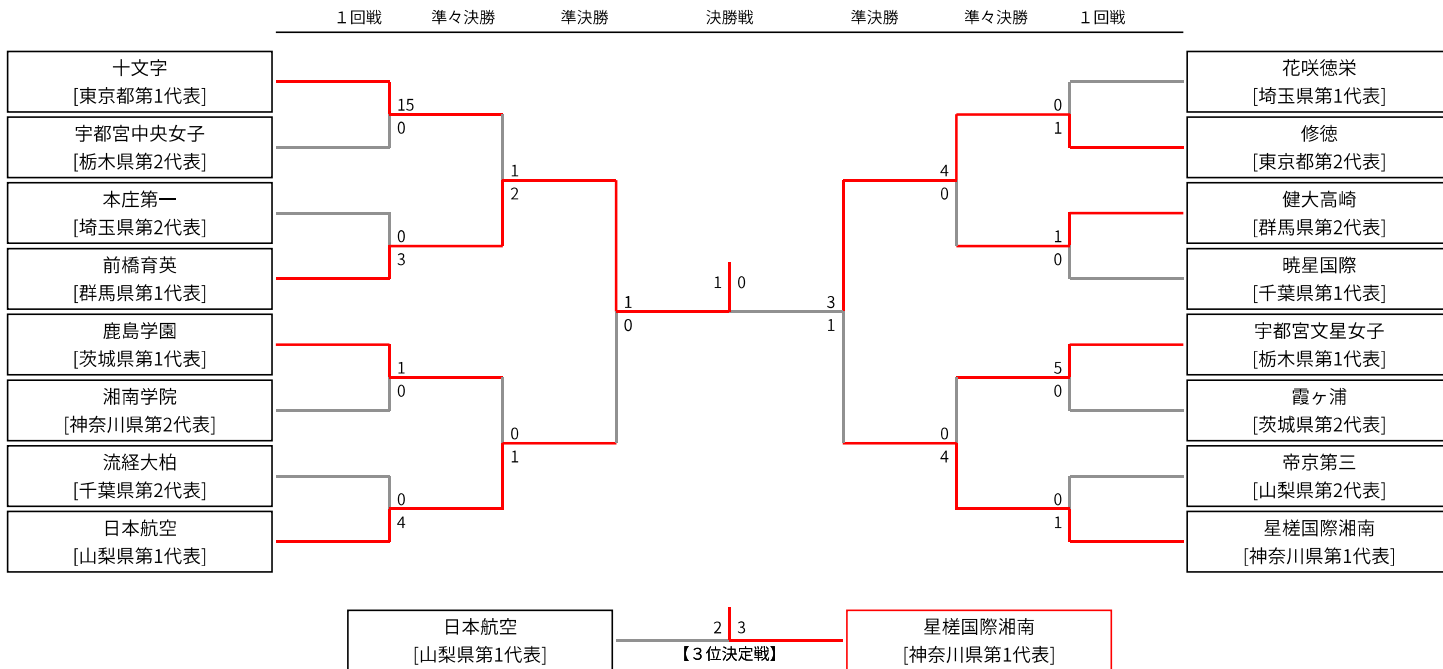 １回戦
準々決勝
準決勝
決勝戦
準決勝
準々決勝
１回戦
十文字
[東京都第1代表]
宇都宮中央女子
[栃木県第2代表]
本庄第一
[埼玉県第2代表]
前橋育英
[群馬県第1代表]
鹿島学園
[茨城県第1代表]
湘南学院
[神奈川県第2代表]
流経大柏
[千葉県第2代表]
日本航空
[山梨県第1代表]
15
0
0
3
1
0
0
4
1
2
0
1
1
0
1 0
3
1
4
0
0
4
0
1
1
0
5
0
0
1
花咲徳栄
[埼玉県第1代表]
修徳
[東京都第2代表]
健大高崎
[群馬県第2代表]
暁星国際
[千葉県第1代表]
宇都宮文星女子
[栃木県第1代表]
霞ヶ浦
[茨城県第2代表]
帝京第三
[山梨県第2代表]
星槎国際湘南
[神奈川県第1代表]
日本航空
[山梨県第1代表]
2 3
【３位決定戦】
星槎国際湘南
[神奈川県第1代表]